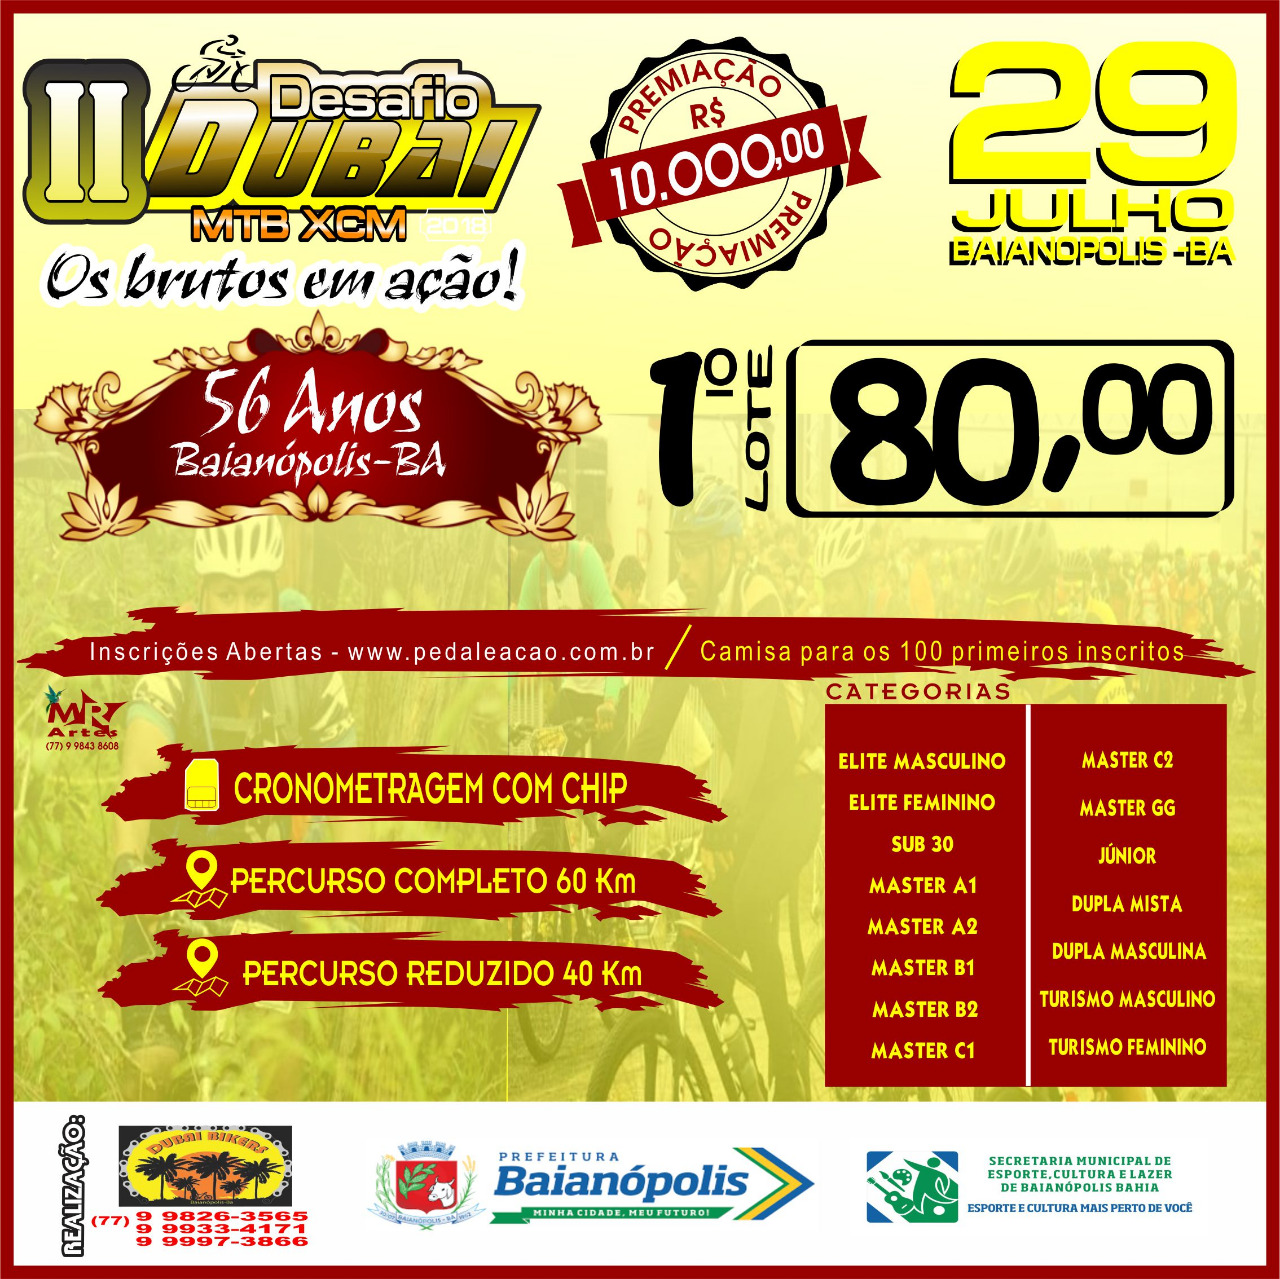 II Desafio
DUBAI
MTB XCM 2018
Os brutos em ação!
PREMIAÇÃO
R$
10.000,00
PREMIAÇÃO
29
JULHO
BAIANOPOLIS -BA
56 Anos
Baianópolis-BA
1º LOTE 80,00
Inscrições Abertas - www.pedaleacao.com.br / Camisa para os 100 primeiros inscritos
MR
Artes
(77) 9 9843 8608
CRONOMETRAGEM COM CHIP
PERCURSO COMPLETO 60 Km
PERCURSO REDUZIDO 40 Km
CATEGORIAS
ELITE MASCULINO
ELITE FEMININO
SUB 30
MASTER A1
MASTER A2
MASTER B1
MASTER B2
MASTER C1
MASTER C2
MASTER GG
JÚNIOR
DUPLA MISTA
DUPLA MASCULINA
TURISMO MASCULINO
TURISMO FEMININO
REALIZAÇÃO:
DUBAI BIKERS
Baianópolis-Ba
(77) 9 9826-3565
9 9933-4171
9 9997-3866
BAIANÓPOLIS - BA
PREFEITURA
Baianópolis
MINHA CIDADE, MEU FUTURO!
SECRETARIA MUNICIPAL DE
ESPORTE, CULTURA E LAZER
DE BAIANÓPOLIS BAHIA
ESPORTE E CULTURA MAIS PERTO DE VOCÊ